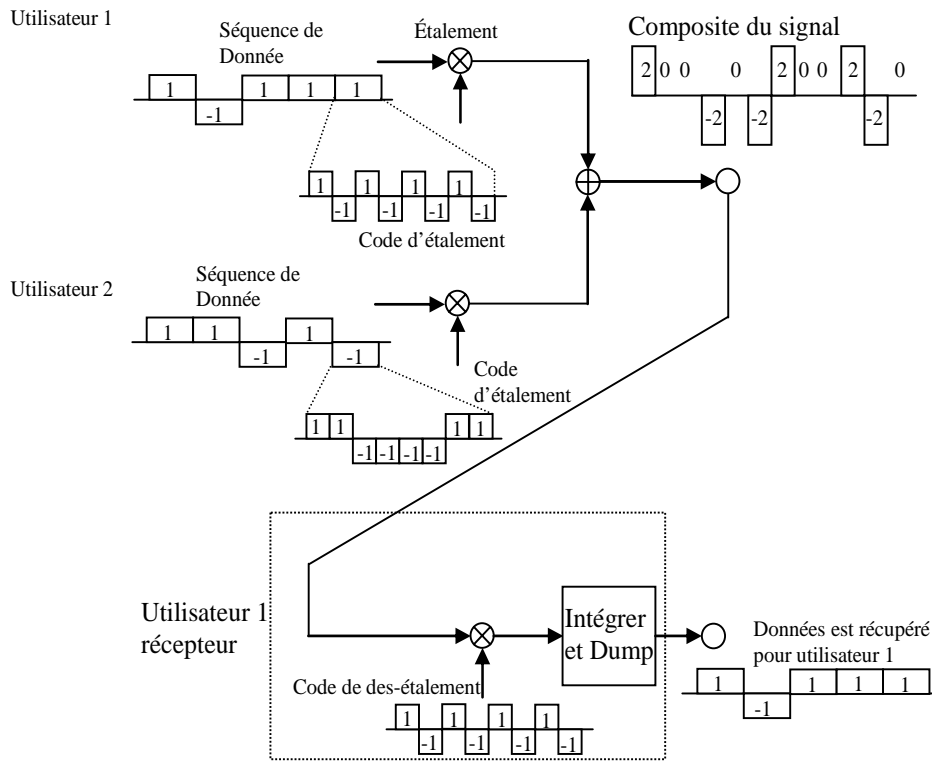 Utilisateur 1
Séquence de
Donnée
Étalement
Composite du signal
2 0 0 -2 0 -2 2 0 0 2 -2 0
1 -1 1 1 1
1 -1 1 -1 1 -1 1 -1
Code d'étalement
Utilisateur 2
Séquence de
Donnée
1 1 -1 1 -1
Code
d'étalement
1 1 -1 -1 -1 -1 1 1
Utilisateur 1
récepteur
Intégrer
et Dump
Données est récupéré
pour utilisateur 1
1 -1 1 1 1
Code de des-étalement
1 -1 1 -1 1 -1 1 -1